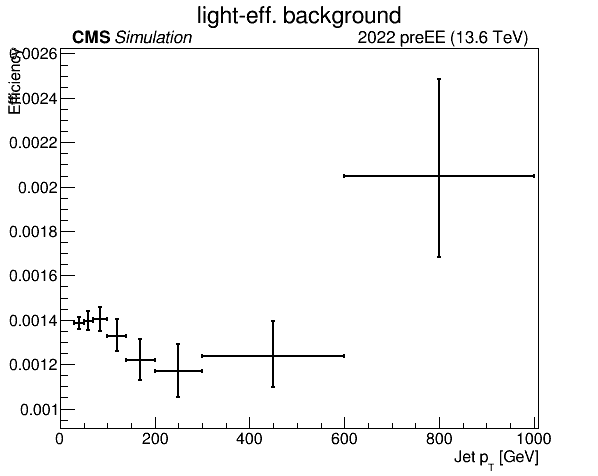 light-eff. background
CMS Simulation 2022 preEE (13.6 TeV)
Efficiency
0.0026
0.0024
0.0022
0.002
0.0018
0.0016
0.0014
0.0012
0.001
0 200 400 600 800 1000
Jet p_T [GeV]